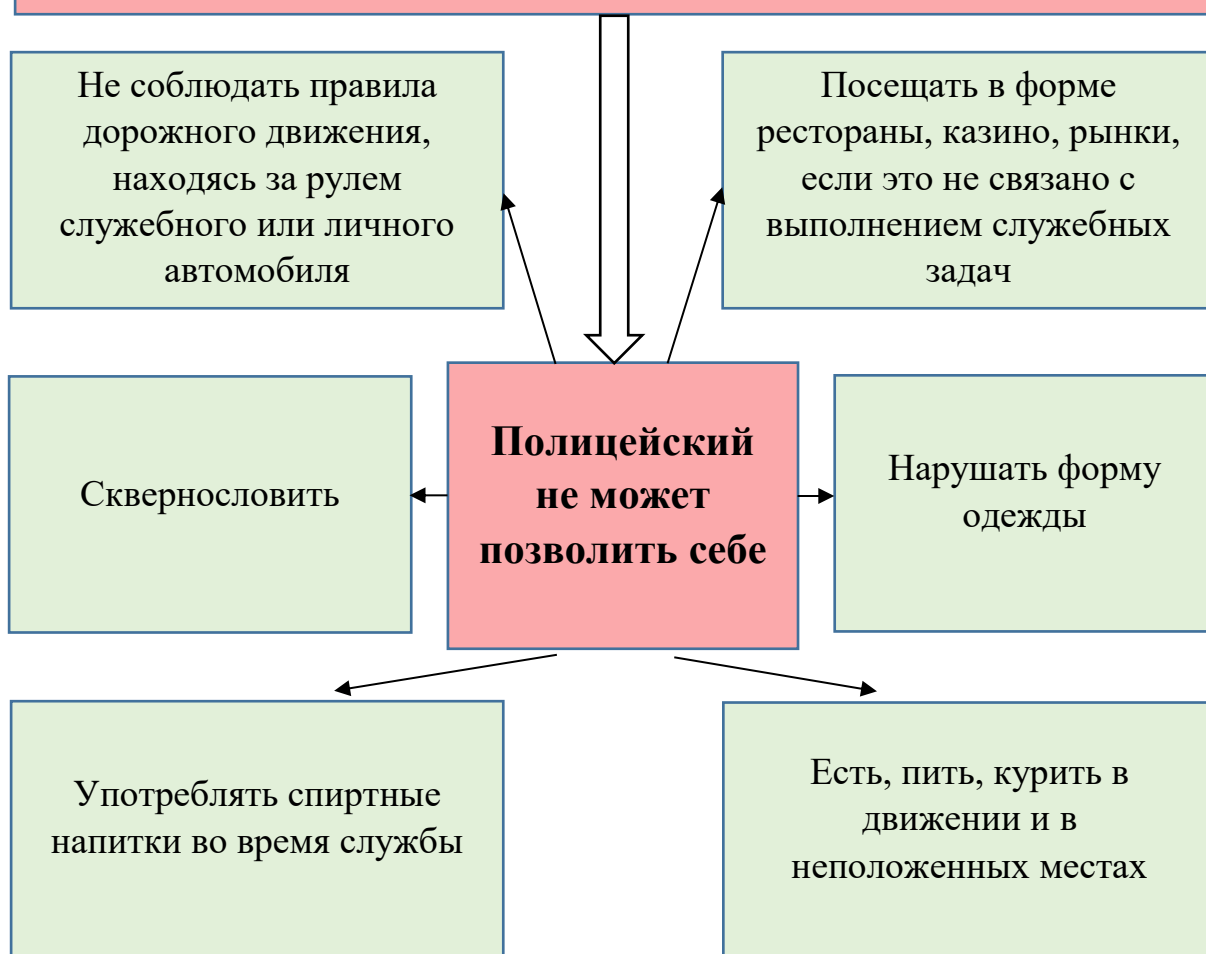 Не соблюдать правила
дорожного движения,
находясь за рулем
служебного или личного
автомобиля
Посещать в форме
рестораны, казино, рынки,
если это не связано с
выполнением служебных
задач
Сквернословить
Полицейский
не может
позволить себе
Нарушать форму
одежды
Употреблять спиртные
напитки во время службы
Есть, пить, курить в
движении и в
неположенных местах